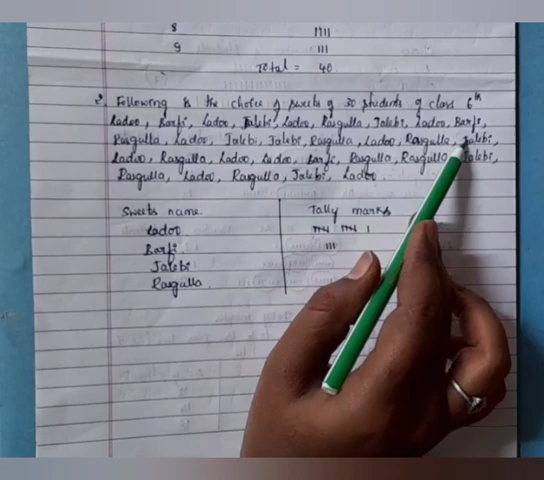 8 𝍸
9 |||
Total = 40
2. Following is the choice of sweets of 30 students of class 6th
Ladoo, Barfi, Ladoo, Jalebi, Ladoo, Rasgulla, Jalebi, Ladoo, Barfi,
Rasgulla, Ladoo, Jalebi, Jalebi, Rasgulla, Ladoo, Rasgulla, Jalebi,
Ladoo, Rasgulla, Ladoo, Ladoo, Barfi, Rasgulla, Rasgulla, Jalebi,
Rasgulla, Ladoo, Rasgulla, Jalebi, Ladoo
Sweets name Tally marks
Ladoo 𝍸 𝍸 |
Barfi |||
Jalebi
Rasgulla